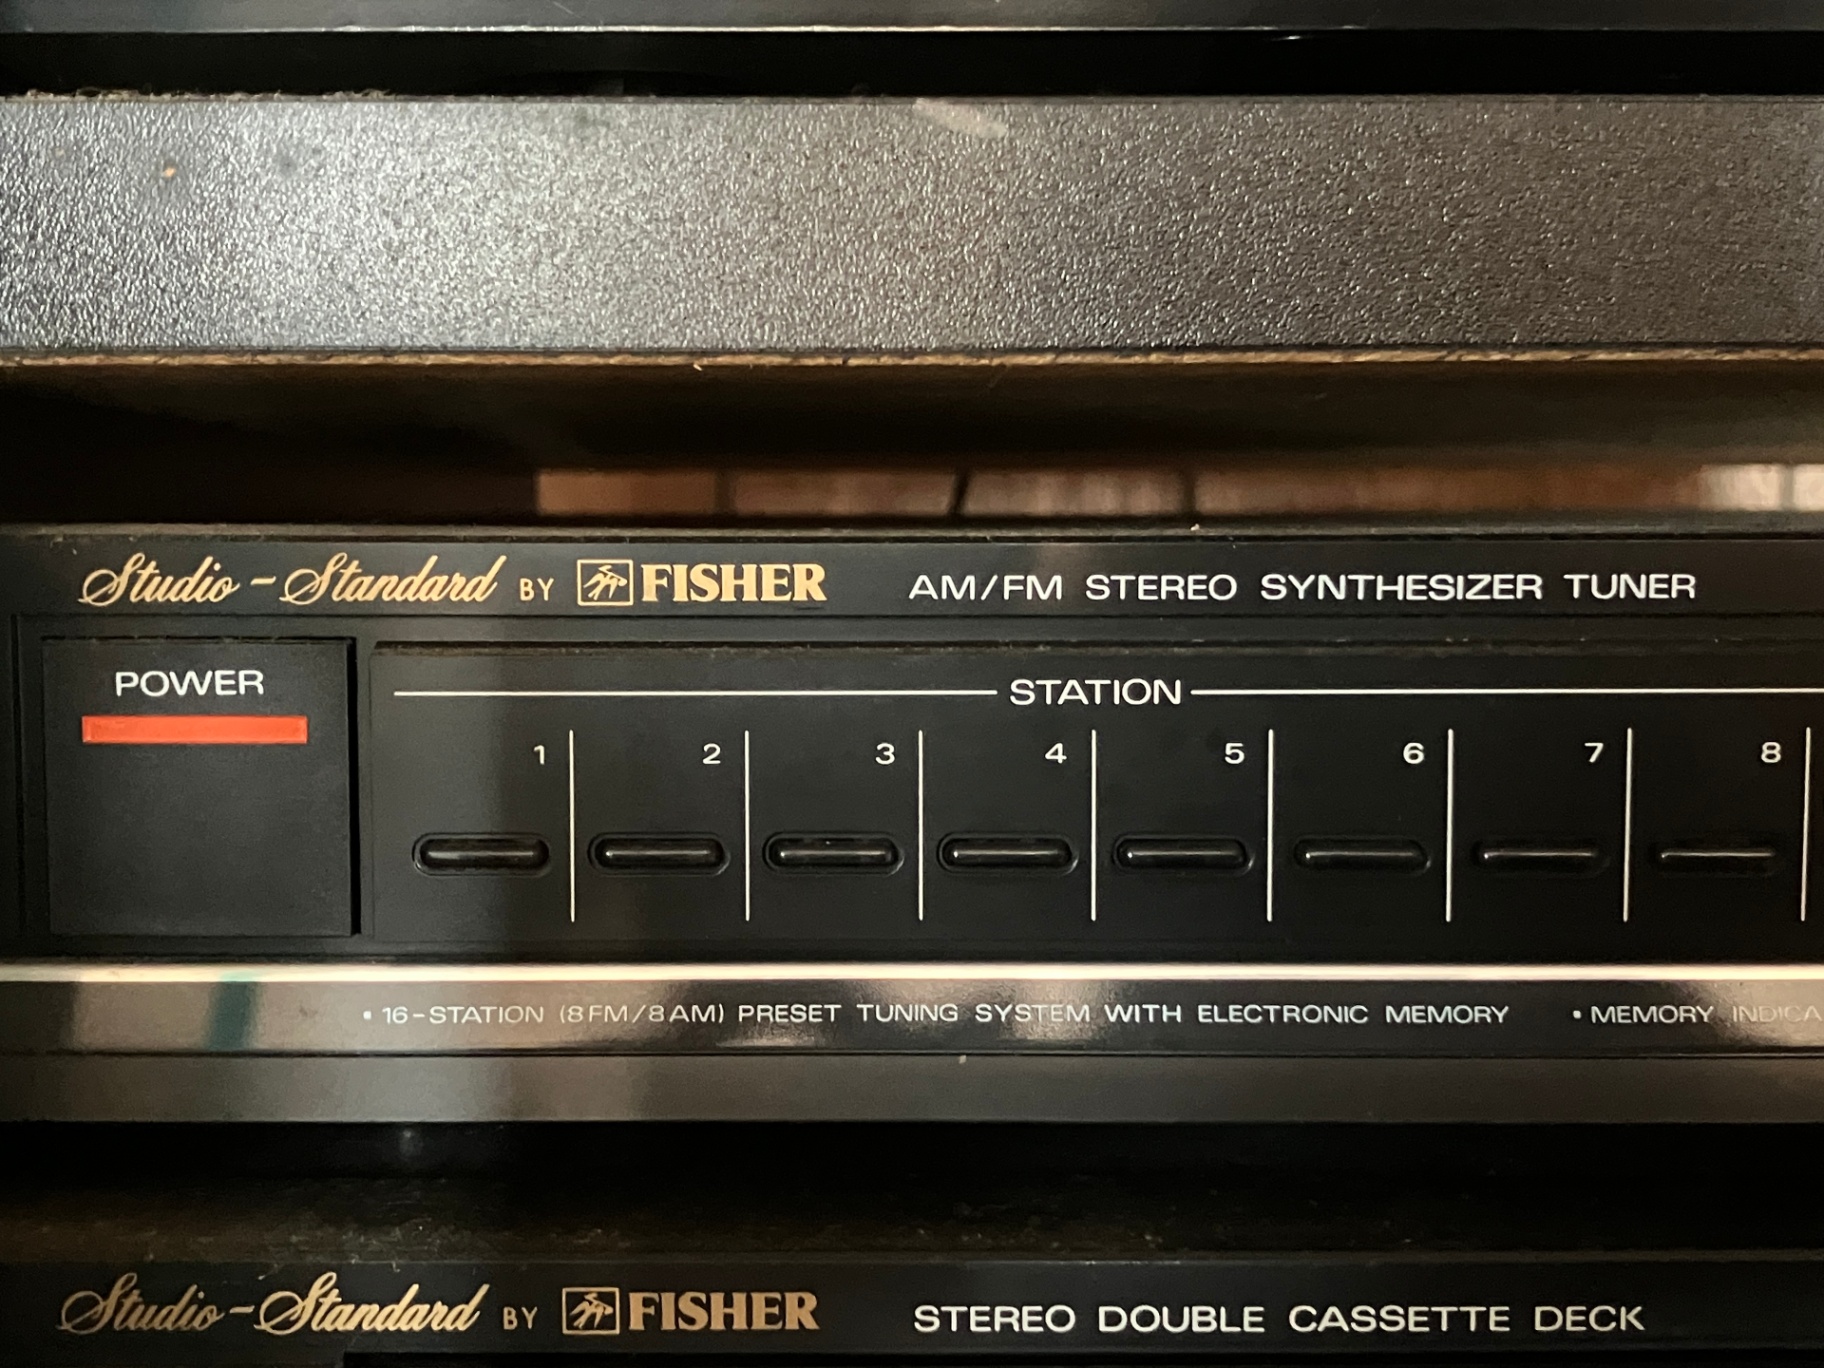 Studio-Standard BY FISHER AM/FM STEREO SYNTHESIZER TUNER
POWER
STATION
1 2 3 4 5 6 7 8
• 16-STATION (8FM/8AM) PRESET TUNING SYSTEM WITH ELECTRONIC MEMORY • MEMORY
Studio-Standard BY FISHER STEREO DOUBLE CASSETTE DECK